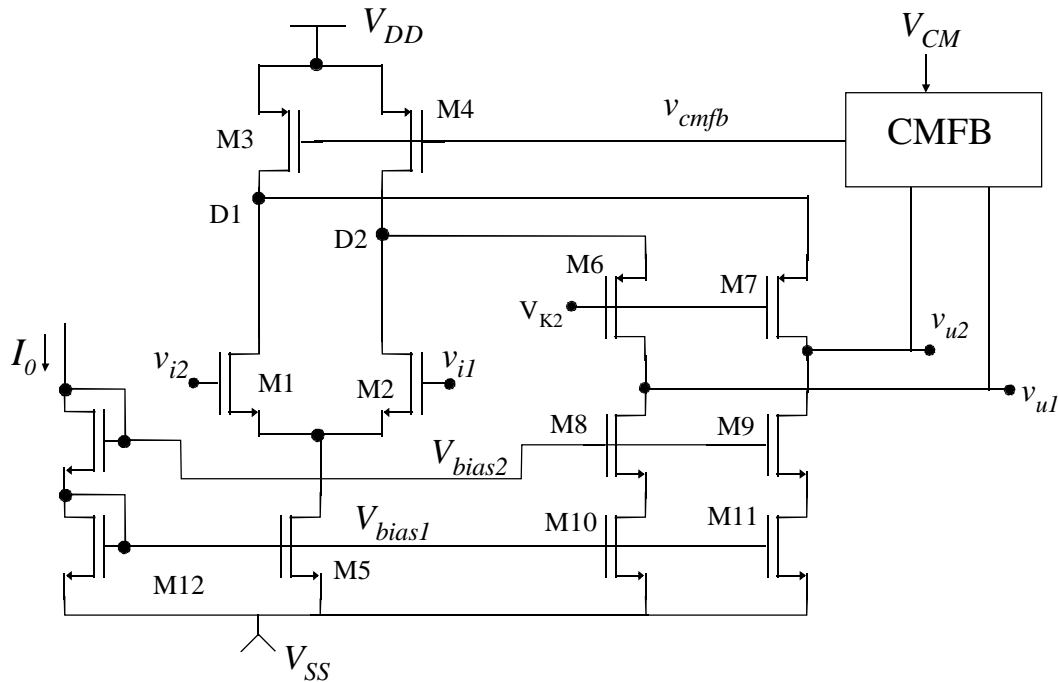 V_DD
V_CM
M4
v_cmfb
CMFB
M3
D1
D2
M6
M7
V_K2
v_u2
I_0
v_i2
v_i1
M1
M2
v_u1
M8
M9
V_bias2
M10
M11
V_bias1
M5
M12
V_SS